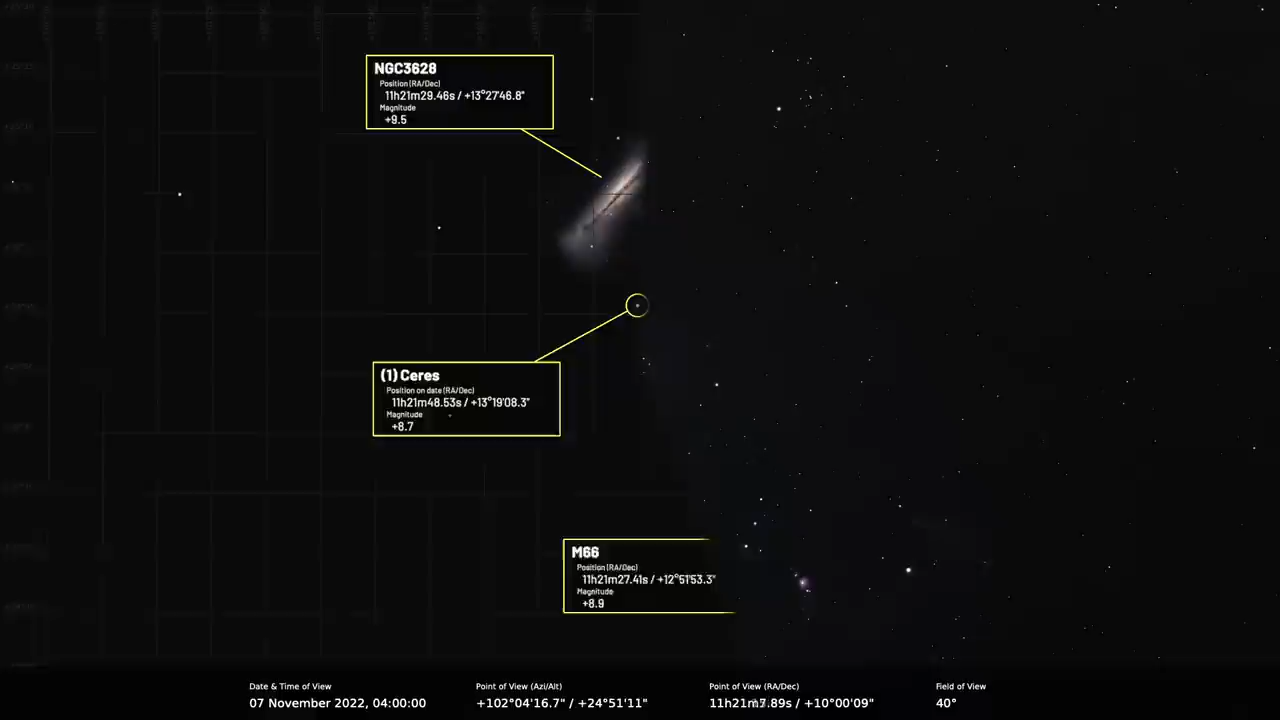 NGC3628
Position (RA/Dec)
11h21m29.46s / +13°27'46.8"
Magnitude
+9.5
(1) Ceres
Position on date (RA/Dec)
11h21m48.53s / +13°19'08.3"
Magnitude
+8.7
M66
Position (RA/Dec)
11h21m27.41s / +12°51'53.3"
Magnitude
+8.9
Date & Time of View
07 November 2022, 04:00:00
Point of View (Azi/Alt)
+102°04'16.7" / +24°51'11"
Point of View (RA/Dec)
/ +10°00'09"
Field of View
40°